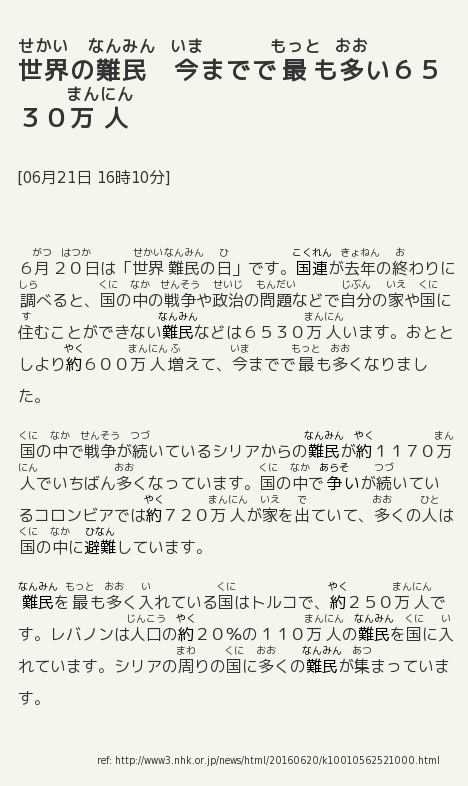 せかい なんみん いま もっと おお
世界の難民 今までで最も多い６５
まんにん
３０万人
[06月21日 16時10分]
がつ はつか せかいなんみん ひ こくれん きょねん お
６月２０日は「世界難民の日」です。国連が去年の終わりに
しら くに なか せんそう せいじ もんだい じぶん いえ くに
調べると、国の中の戦争や政治の問題などで自分の家や国に
す なんみん まんにん
住むことができない難民などは６５３０万人います。おとと
やく まんにん ふ いま もっと おお
しより約６００万人増えて、今までで最も多くなりまし
た。
くに なか せんそう つづ なんみん やく まん
国の中で戦争が続いているシリアからの難民が約１１７０万
にん おお くに なか あらそ つづ
人でいちばん多くなっています。国の中で争いが続いてい
やく まんにん いえ で おお ひと
るコロンビアでは約７２０万人が家を出ていて、多くの人は
くに なか ひなん
国の中に避難しています。
なんみん もっと おお い くに やく まんにん
難民を最も多く入れている国はトルコで、約２５０万人で
じんこう やく まんにん なんみん くに い
す。レバノンは人口の約２０％の１１０万人の難民を国に入
まわ くに おお なんみん あつ
れています。シリアの周りの国に多くの難民が集まっていま
す。
ref: http://www3.nhk.or.jp/news/html/20160620/k10010562521000.html